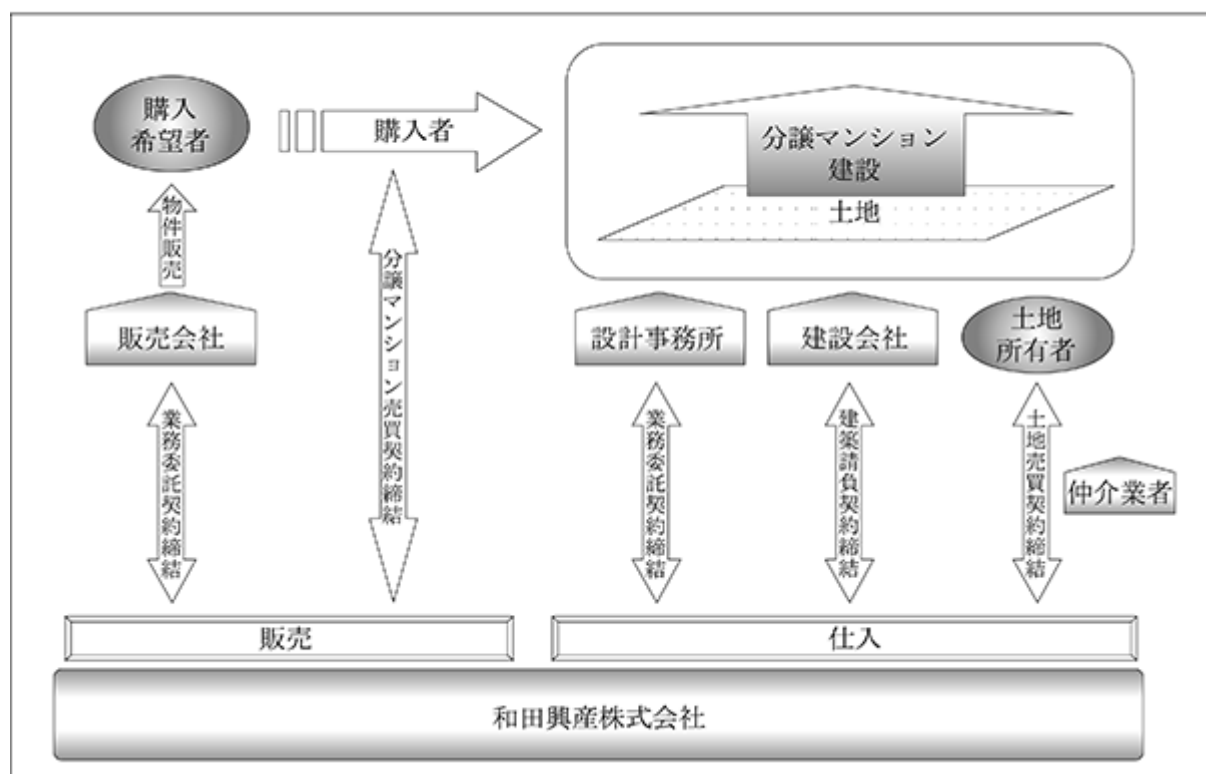 購入
希望者
購入者
分譲マンション
建設
土地
物件販売
販売会社
設計事務所
建設会社
土地
所有者
仲介業者
業務委託契約締結
分譲マンション売買契約締結
業務委託契約締結
建築請負契約締結
土地売買契約締結
販売
仕入
和田興産株式会社